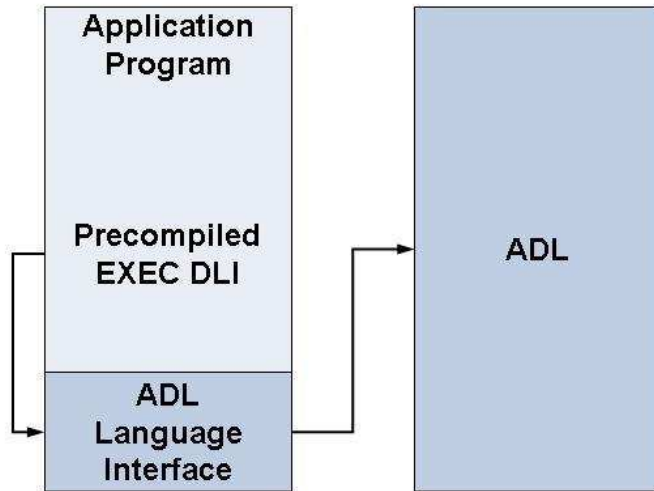 Application
Program
Precompiled
EXEC DLI
ADL
Language
Interface
ADL